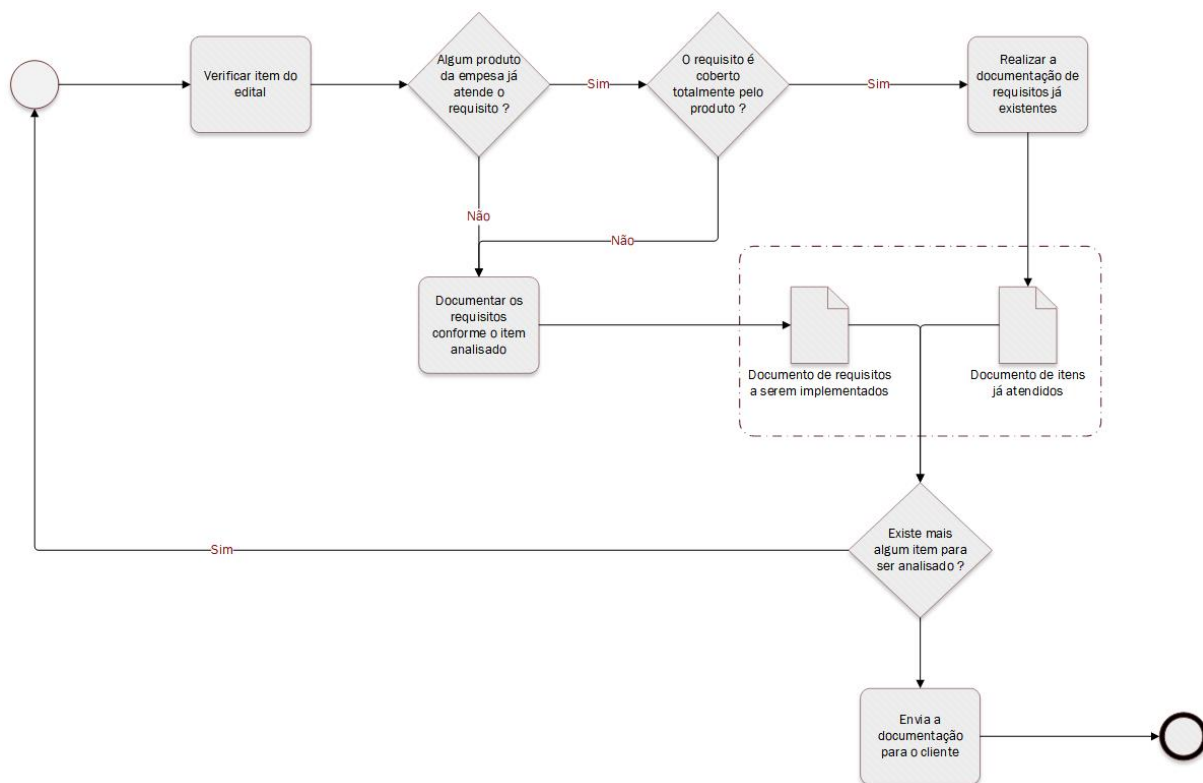 Verificar item do
edital
Algum produto
da empesa já
atende o
requisito ?
Sim
O requisito é
coberto
totalmente pelo
produto ?
Sim
Realizar a
documentação de
requisitos já
existentes
Não
Não
Documentar os
requisitos
conforme o item
analisado
Documento de requisitos
a serem implementados
Documento de itens
já atendidos
Existe mais
algum item para
ser analisado ?
Sim
Envia a
documentação
para o cliente